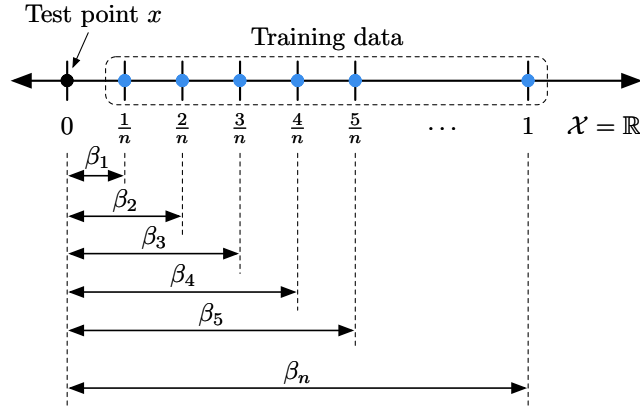 Test point x
Training data
0 1/n 2/n 3/n 4/n 5/n ⋯ 1 𝒳 = ℝ
β₁
β₂
β₃
β₄
β₅
βₙ